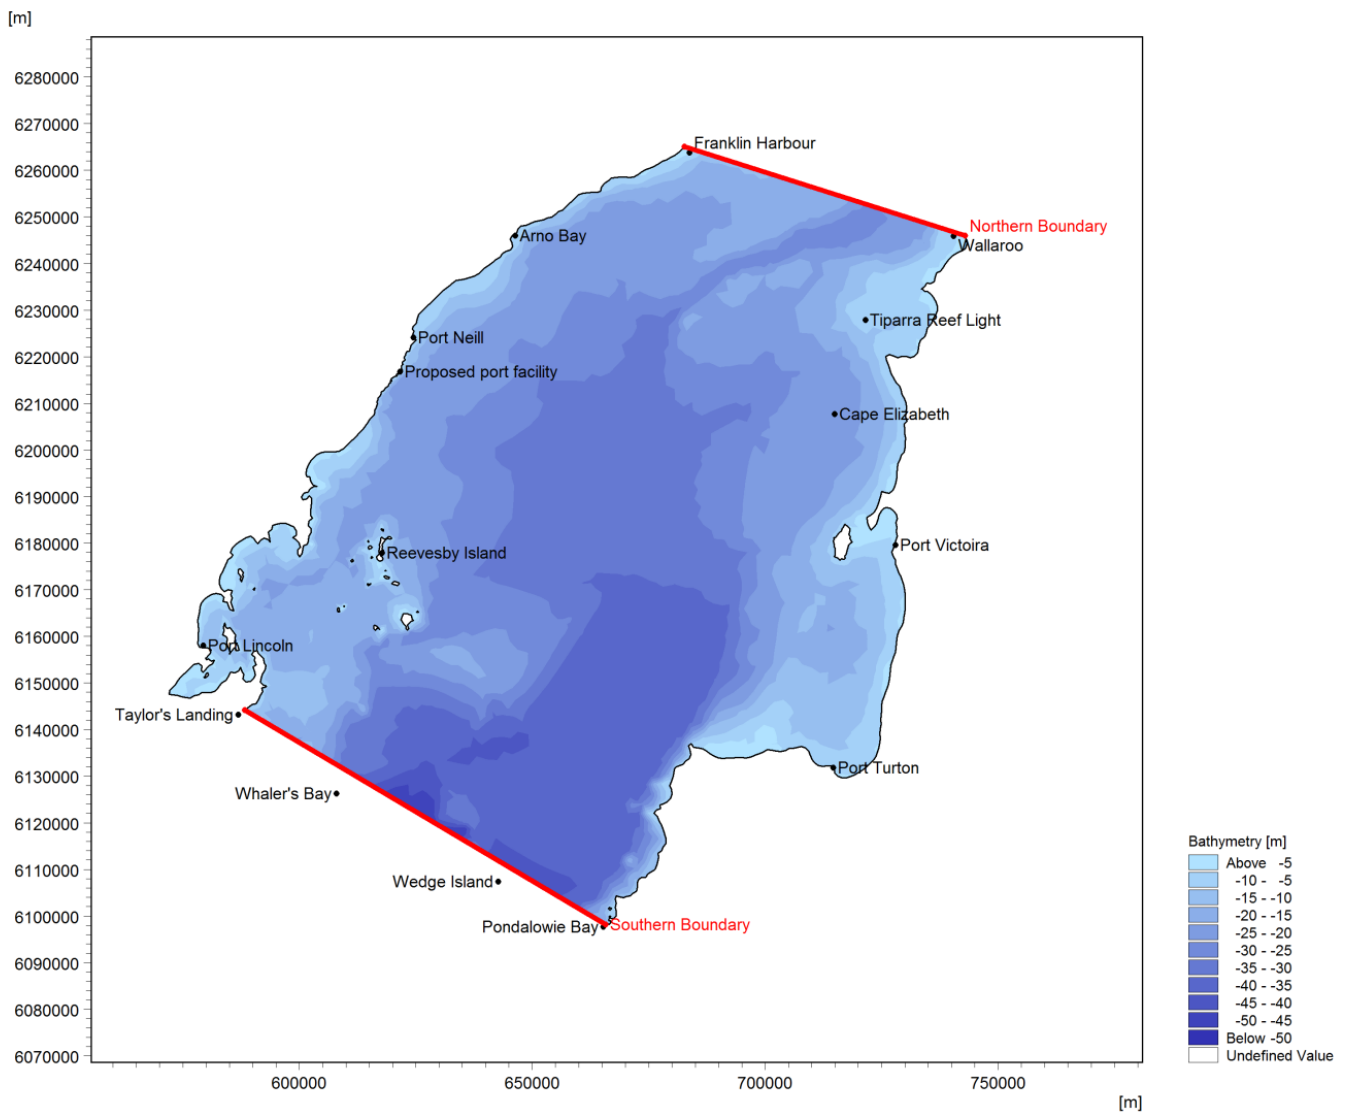 [m]
6280000
6270000
Franklin Harbour
6260000
6250000
Northern Boundary
Arno Bay
Wallaroo
6240000
6230000
Tiparra Reef Light
Port Neill
6220000
Proposed port facility
6210000
Cape Elizabeth
6200000
6190000
6180000
Port Victoira
Reevesby Island
6170000
6160000
Port Lincoln
6150000
Taylor's Landing
6140000
6130000
Port Turton
Whaler's Bay
6120000
6110000
Wedge Island
6100000
Pondalowie Bay
Southern Boundary
6090000
6080000
6070000
600000 650000 700000 750000
[m]
Bathymetry [m]
Above -5
-10 - -5
-15 - -10
-20 - -15
-25 - -20
-30 - -25
-35 - -30
-40 - -35
-45 - -40
-50 - -45
Below -50
Undefined Value